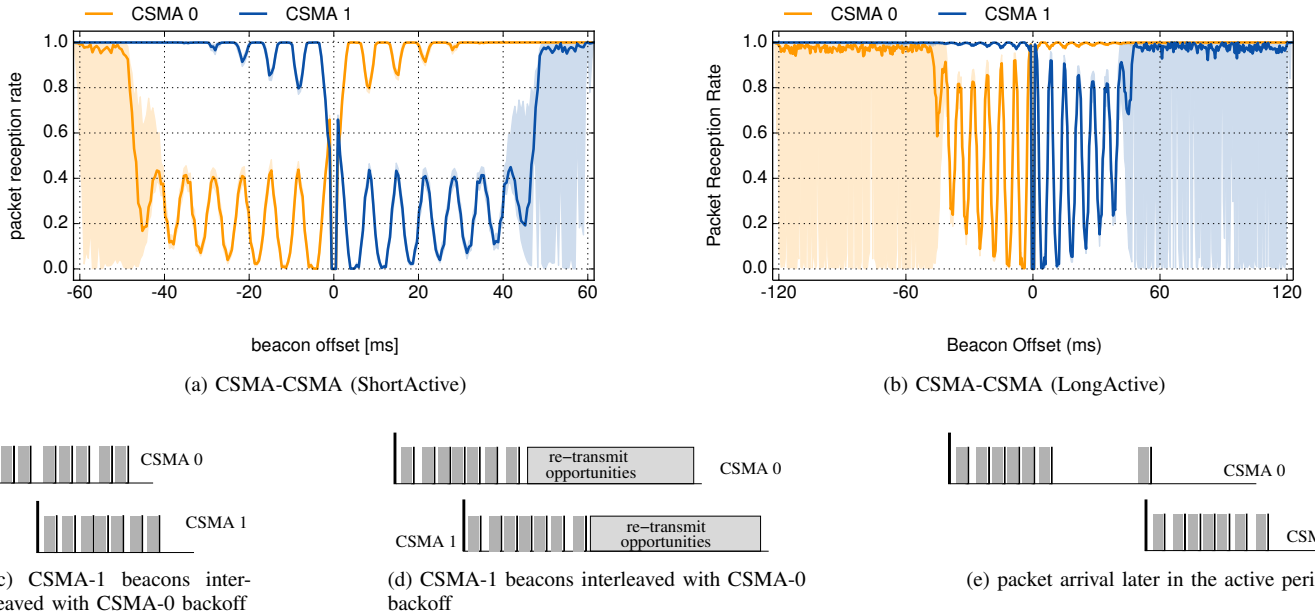 CSMA 0 CSMA 1
1.0
0.8
0.6
0.4
0.2
0.0
packet reception rate
-60 -40 -20 0 20 40 60
beacon offset [ms]
(a) CSMA-CSMA (ShortActive)
CSMA 0 CSMA 1
1.0
0.8
0.6
0.4
0.2
0.0
Packet Reception Rate
-120 -60 0 60 120
Beacon Offset (ms)
(b) CSMA-CSMA (LongActive)
CSMA 0
CSMA 1
c) CSMA-1 beacons inter-
eaved with CSMA-0 backoff
re-transmit
opportunities
CSMA 0
CSMA 1
re-transmit
opportunities
(d) CSMA-1 beacons interleaved with CSMA-0
backoff
CSMA 0
CSM
(e) packet arrival later in the active peri